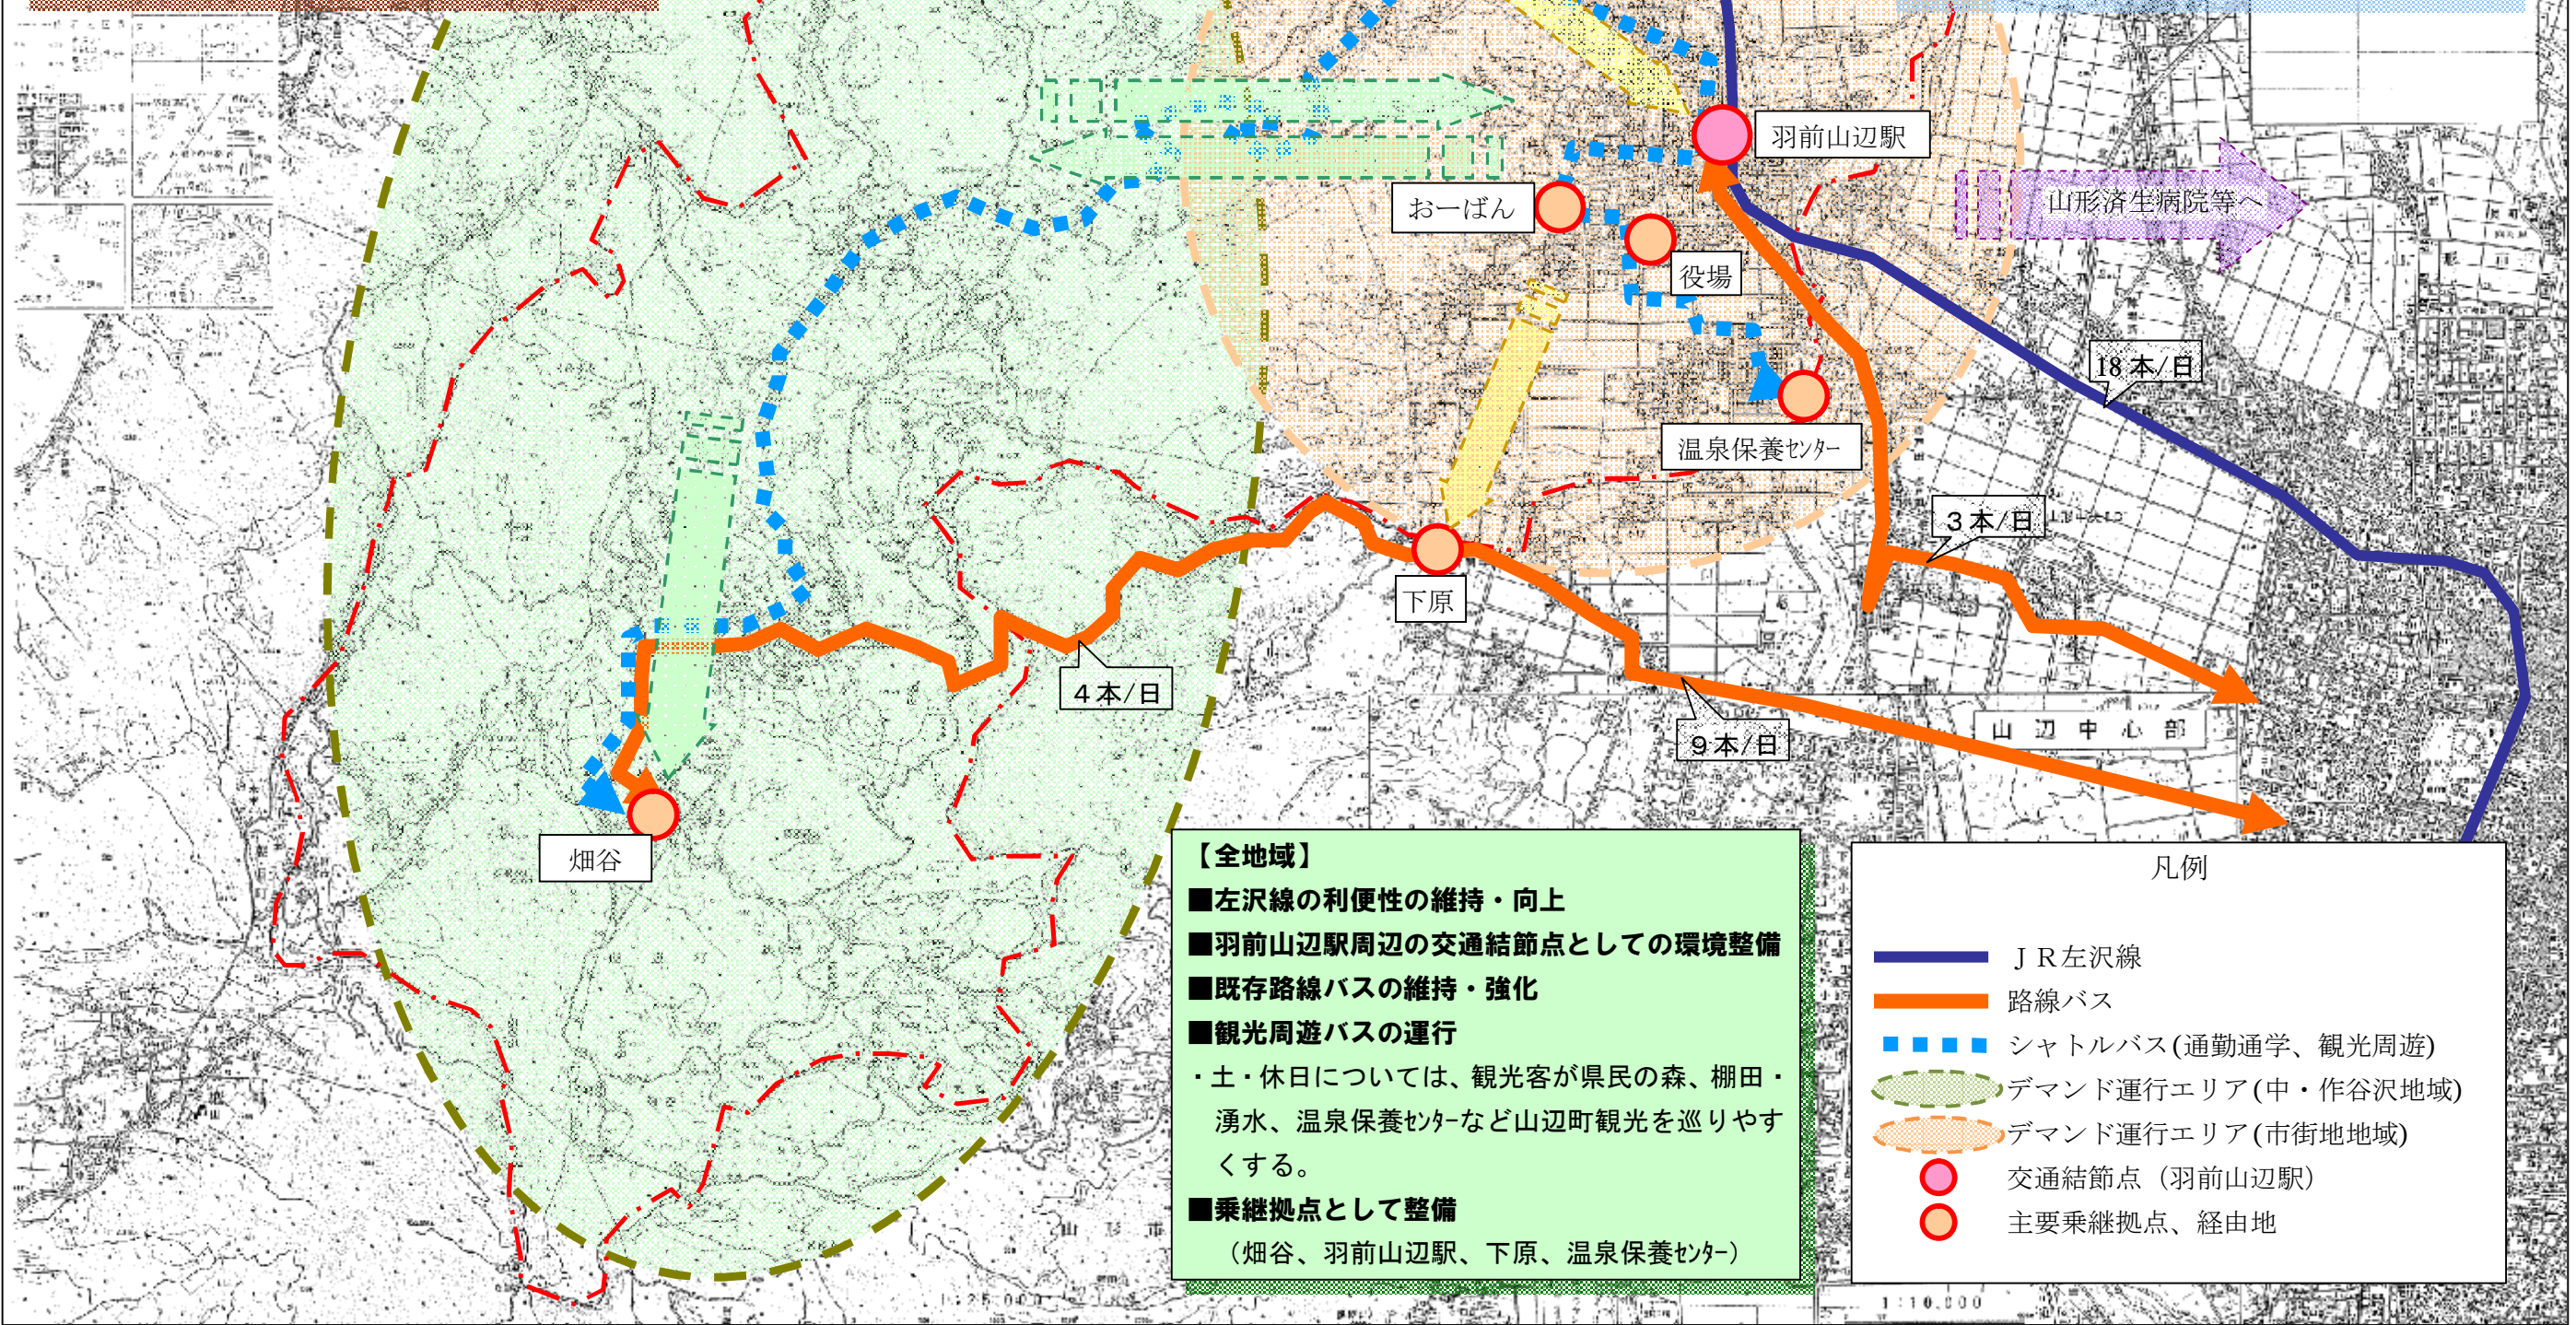 羽前山辺駅
おーばん
山形済生病院等へ
役場
18本/日
温泉保養ｾﾝﾀｰ
3本/日
下原
4本/日
山辺中心部
9本/日
畑谷
【全地域】
■左沢線の利便性の維持・向上
■羽前山辺駅周辺の交通結節点としての環境整備
■既存路線バスの維持・強化
■観光周遊バスの運行
・土・休日については、観光客が県民の森、棚田・
湧水、温泉保養ｾﾝﾀｰなど山辺町観光を巡りやす
くする。
■乗継拠点として整備
（畑谷、羽前山辺駅、下原、温泉保養ｾﾝﾀｰ）
凡例
ＪＲ左沢線
路線バス
シャトルバス(通勤通学、観光周遊)
デマンド運行エリア(中・作谷沢地域)
デマンド運行エリア(市街地地域)
交通結節点（羽前山辺駅）
主要乗継拠点、経由地
山形市
1:25,000
1:10,000